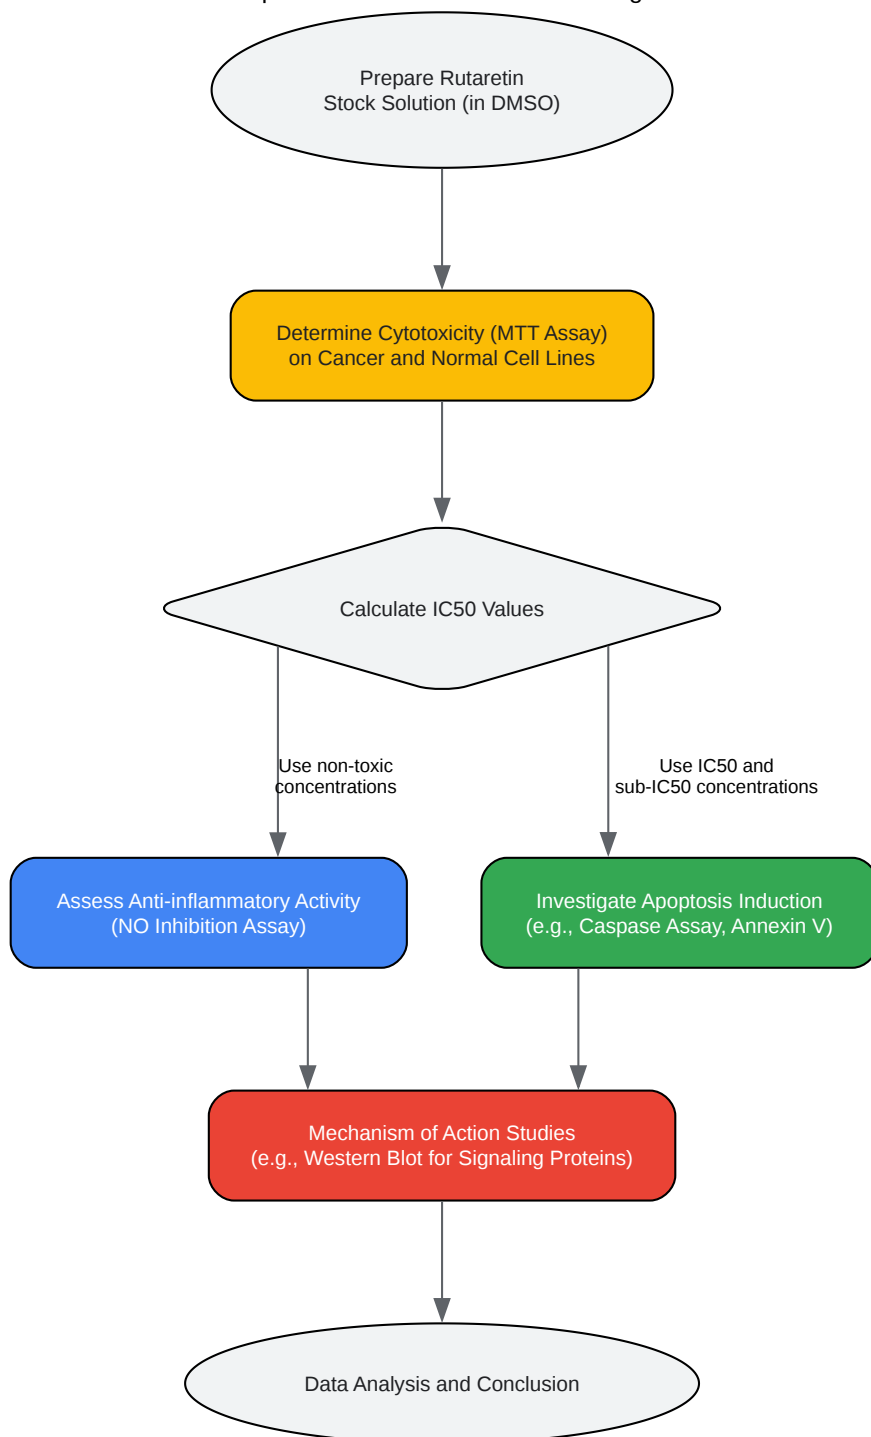 Prepare Rutaretin
Stock Solution (in DMSO)
Determine Cytotoxicity (MTT Assay)
on Cancer and Normal Cell Lines
Calculate IC50 Values
Use non-toxic
concentrations
Use IC50 and
sub-IC50 concentrations
Assess Anti-inflammatory Activity
(NO Inhibition Assay)
Investigate Apoptosis Induction
(e.g., Caspase Assay, Annexin V)
Mechanism of Action Studies
(e.g., Western Blot for Signaling Proteins)
Data Analysis and Conclusion